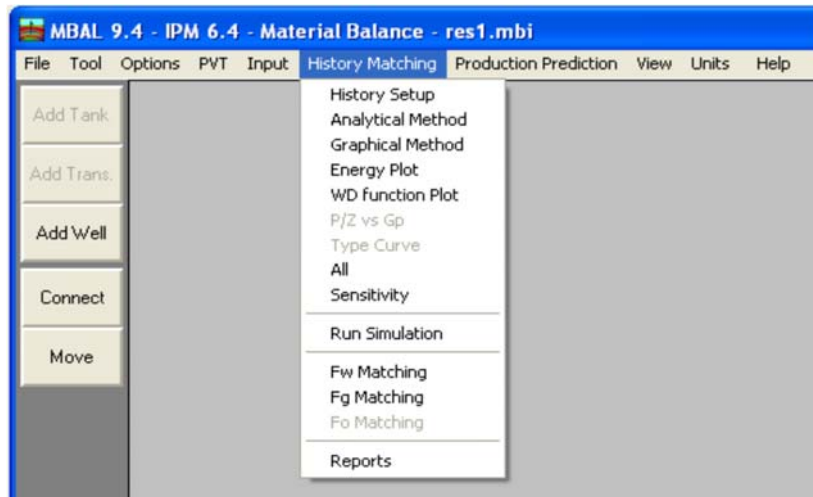 MBAL 9.4 - IPM 6.4 - Material Balance - res1.mbi
File Tool Options PVT Input History Matching Production Prediction View Units Help
Add Tank
Add Trans.
Add Well
Connect
Move
History Setup
Analytical Method
Graphical Method
Energy Plot
WD function Plot
P/Z vs Gp
Type Curve
All
Sensitivity
Run Simulation
Fw Matching
Fg Matching
Fo Matching
Reports